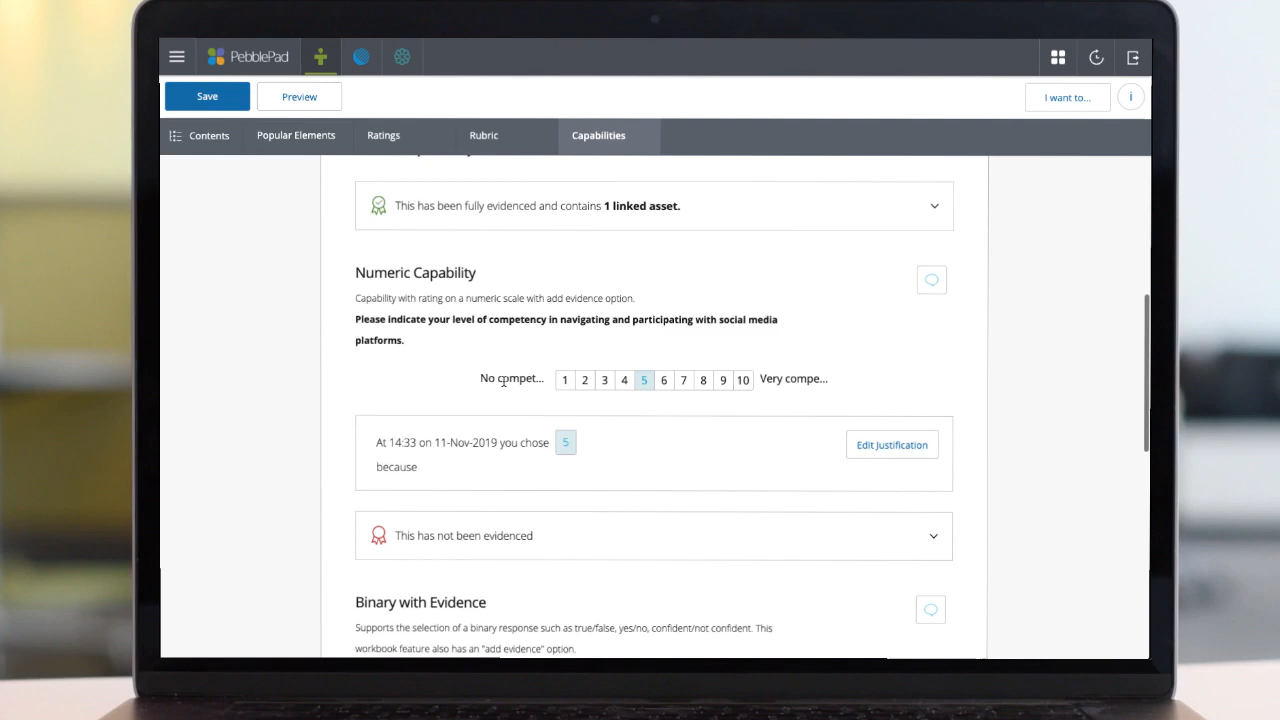 PebblePad
Save
Preview
I want to...
i
Contents
Popular Elements
Ratings
Rubric
Capabilities
This has been fully evidenced and contains 1 linked asset.
Numeric Capability
Capability with rating on a numeric scale with add evidence option.
Please indicate your level of competency in navigating and participating with social media
platforms.
No compet... 1 2 3 4 5 6 7 8 9 10 Very compe...
At 14:33 on 11-Nov-2019 you chose 5
because
Edit Justification
This has not been evidenced
Binary with Evidence
Supports the selection of a binary response such as true/false, yes/no, confident/not confident. This
workbook feature also has an "add evidence" option.